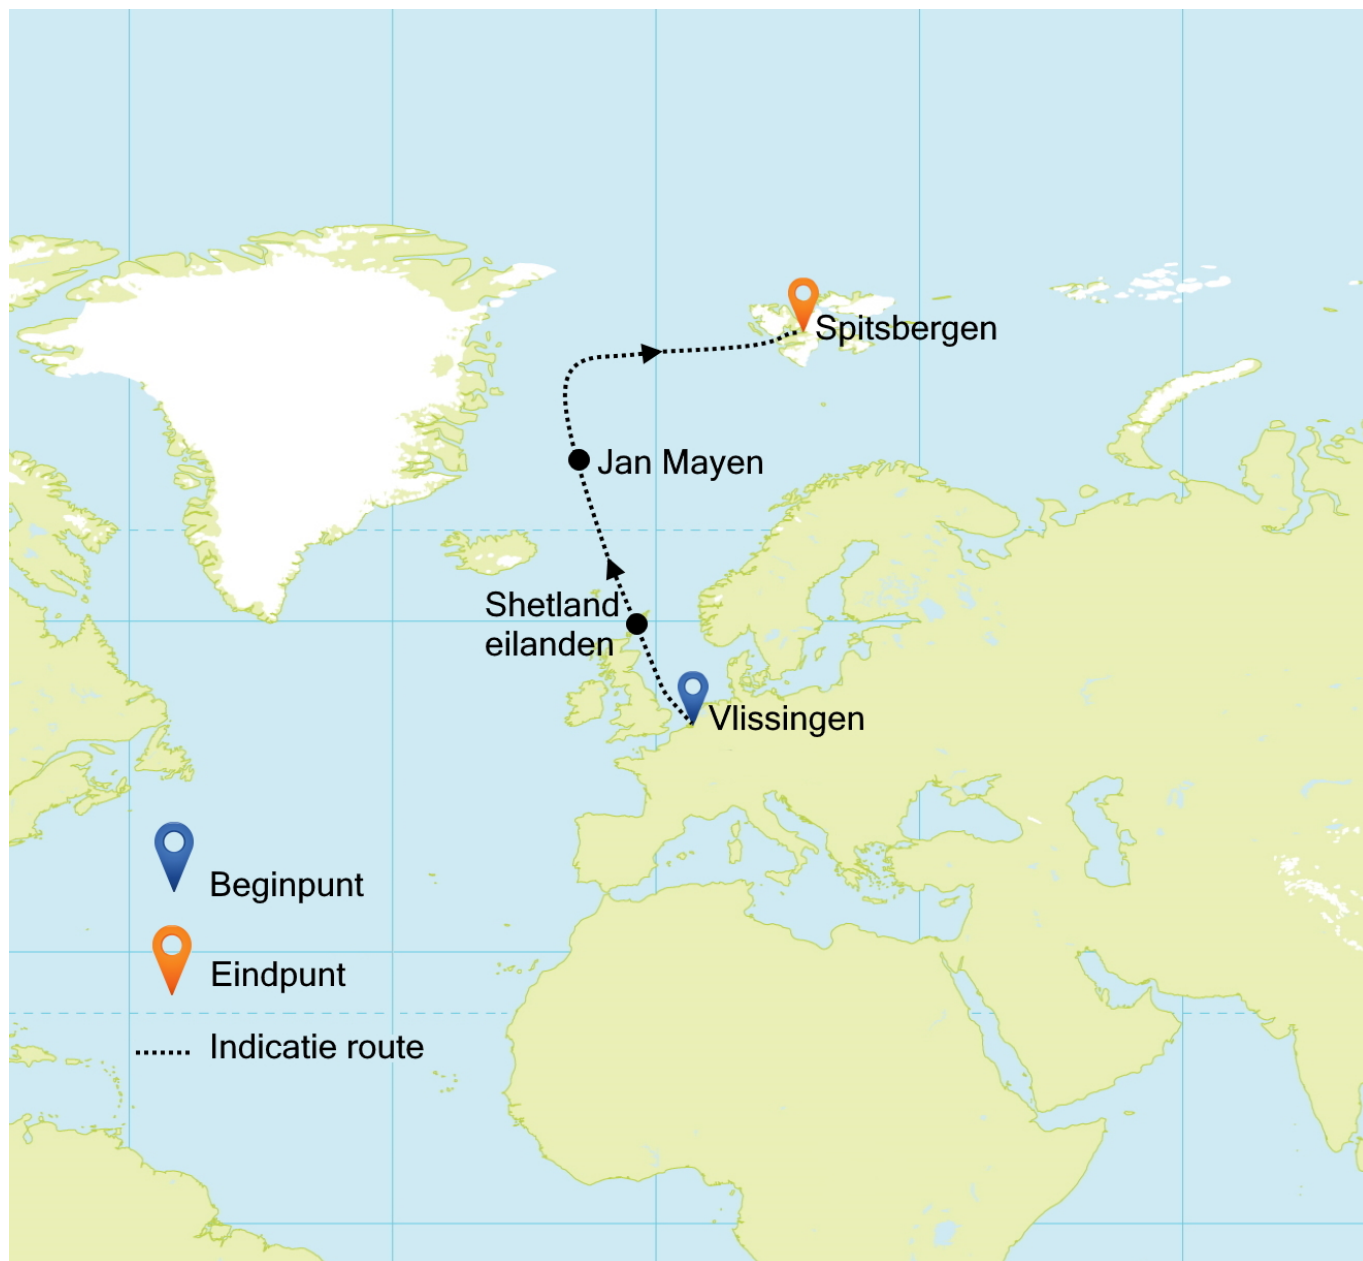 Spitsbergen
Jan Mayen
Shetland
eilanden
Vlissingen
Beginpunt
Eindpunt
Indicatie route